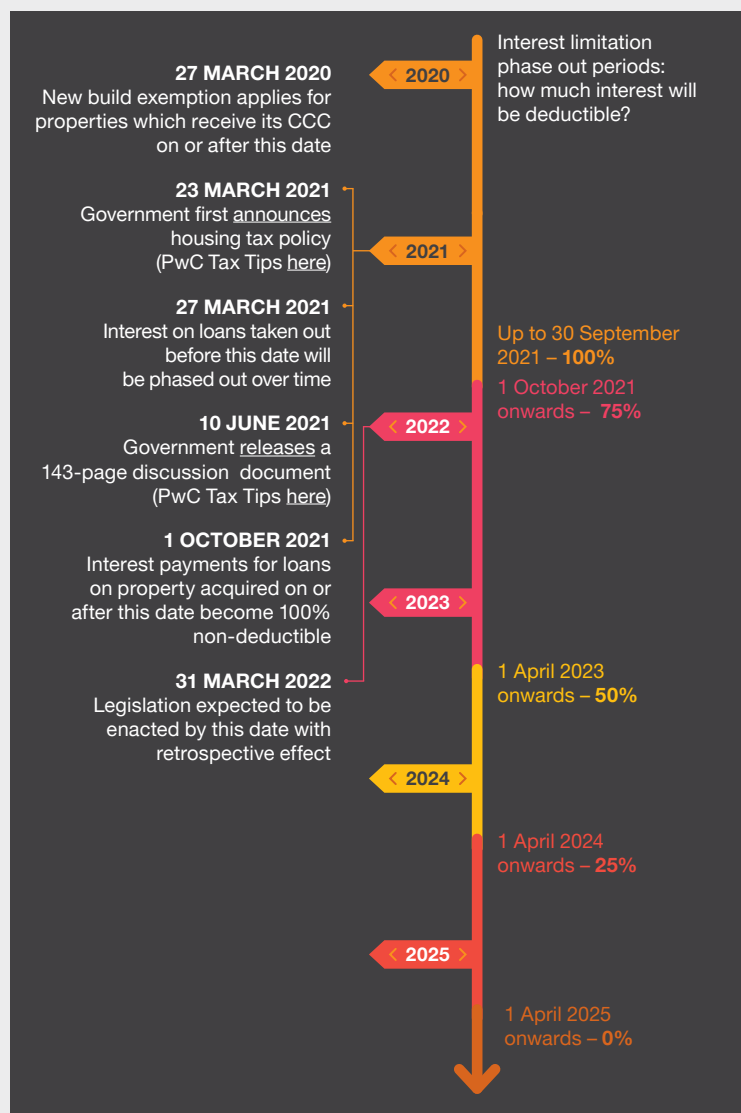 27 MARCH 2020
New build exemption applies for
properties which receive its CCC
on or after this date
23 MARCH 2021
Government first announces
housing tax policy
(PwC Tax Tips here)
27 MARCH 2021
Interest on loans taken out
before this date will
be phased out over time
10 JUNE 2021
Government releases a
143-page discussion document
(PwC Tax Tips here)
1 OCTOBER 2021
Interest payments for loans
on property acquired on or
after this date become 100%
non-deductible
31 MARCH 2022
Legislation expected to be
enacted by this date with
retrospective effect
< 2020 >
< 2021 >
< 2022 >
< 2023 >
< 2024 >
< 2025 >
Interest limitation
phase out periods:
how much interest will
be deductible?
Up to 30 September
2021 – 100%
1 October 2021
onwards – 75%
1 April 2023
onwards – 50%
1 April 2024
onwards – 25%
1 April 2025
onwards – 0%